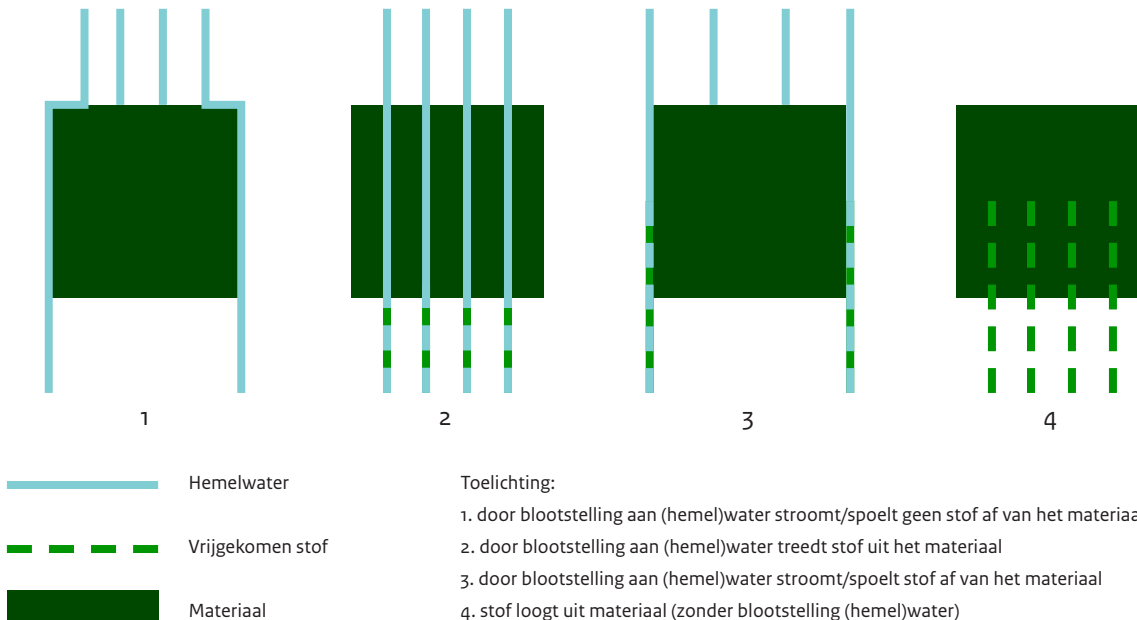 1 2 3 4
Hemelwater
Vrijgekomen stof
Materiaal
Toelichting:
1. door blootstelling aan (hemel)water stroomt/spoelt geen stof af van het materiaa
2. door blootstelling aan (hemel)water treedt stof uit het materiaal
3. door blootstelling aan (hemel)water stroomt/spoelt stof af van het materiaal
4. stof loogt uit materiaal (zonder blootstelling (hemel)water)